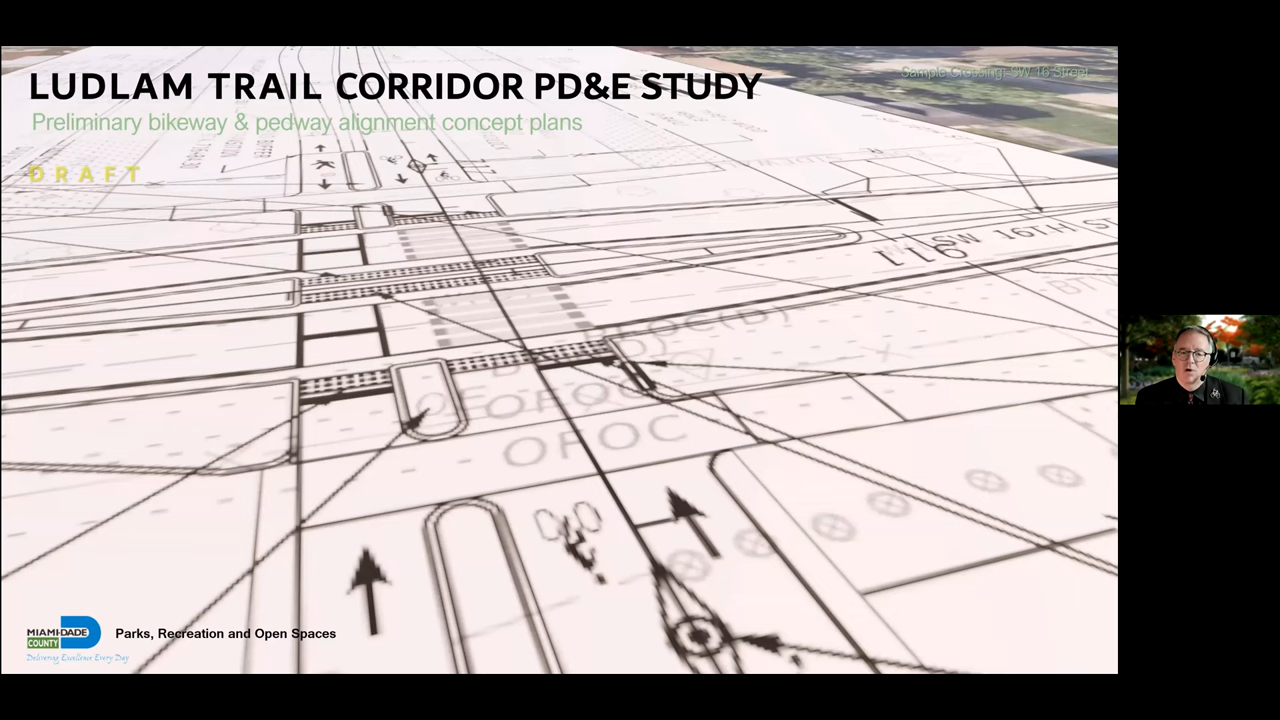 LUDLAM TRAIL CORRIDOR PD&E STUDY
Sample Crossing: SW 16 Street
Preliminary bikeway & pedway alignment concept plans
DRAFT
SW 16TH ST
OFOC
MIAMI-DADE
COUNTY
Delivering Excellence Every Day
Parks, Recreation and Open Spaces